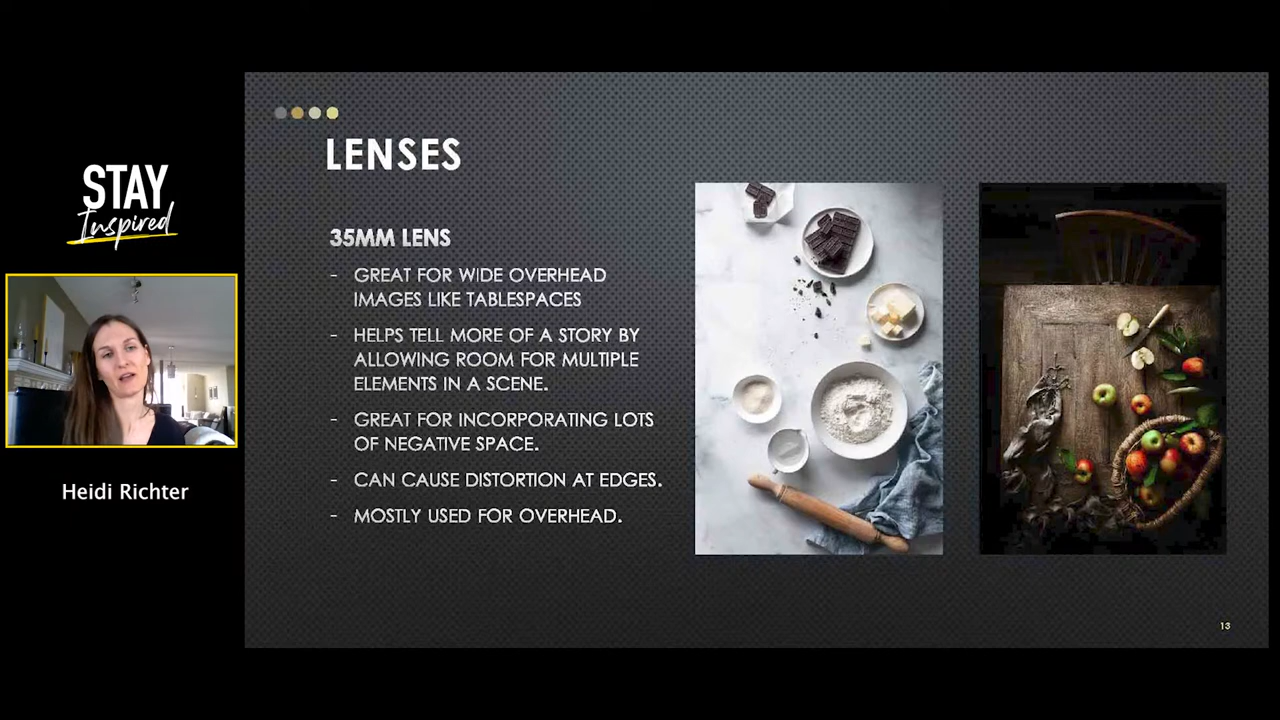 STAY
Inspired
Heidi Richter
LENSES
35MM LENS
- GREAT FOR WIDE OVERHEAD
IMAGES LIKE TABLESPACES
- HELPS TELL MORE OF A STORY BY
ALLOWING ROOM FOR MULTIPLE
ELEMENTS IN A SCENE.
- GREAT FOR INCORPORATING LOTS
OF NEGATIVE SPACE.
- CAN CAUSE DISTORTION AT EDGES.
- MOSTLY USED FOR OVERHEAD.
13